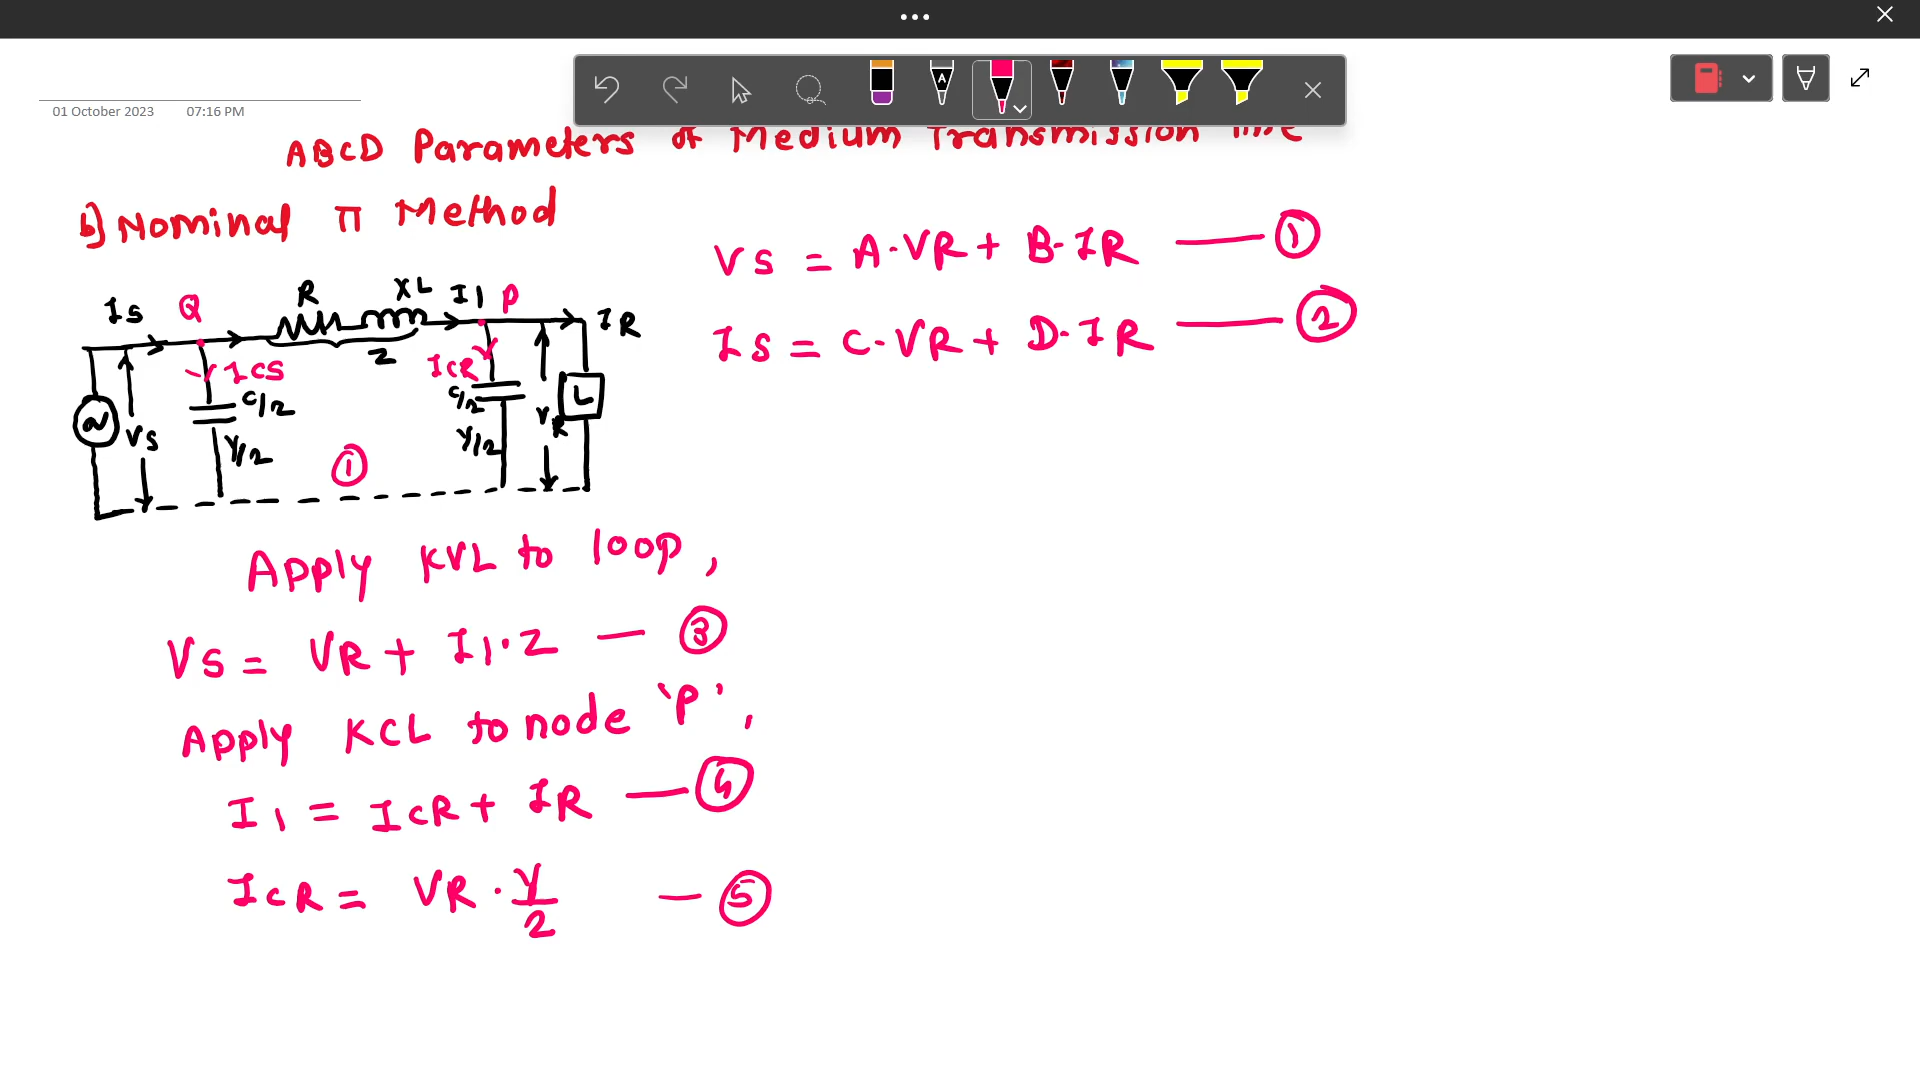 01 October 2023 07:16 PM
ABCD Parameters of Medium Transmission line
b) Nominal π Method
VS = A·VR + B·IR — ①
IS = C·VR + D·IR — ②
IS Q R XL I1 P IR
Z
ICS ICR
C/2 C/2 L
VS Y/2 Y/2 VR
①
Apply KVL to loop,
VS = VR + I1·Z — ③
Apply KCL to node 'P',
I1 = ICR + IR — ④
ICR = VR · Y/2 — ⑤